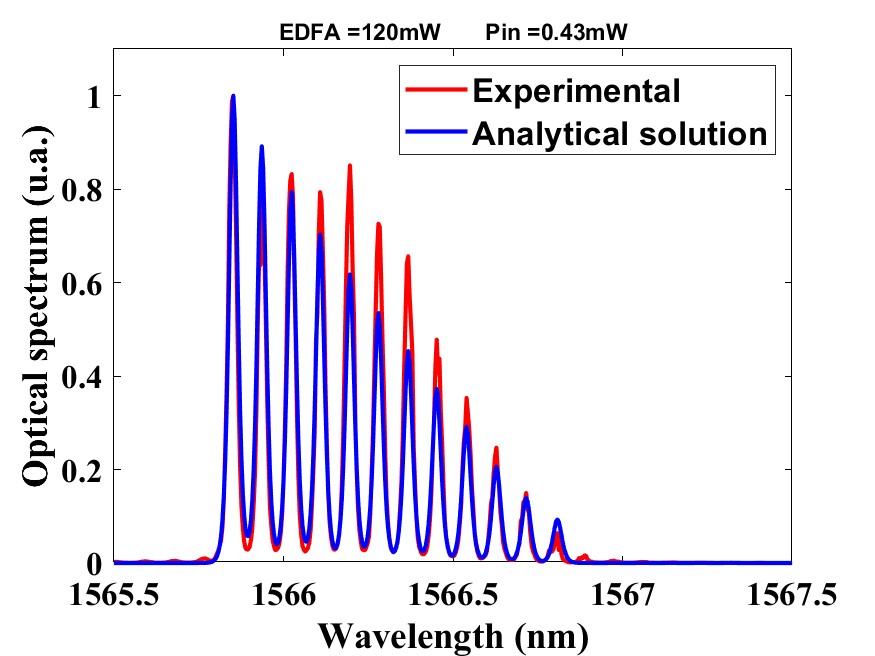 EDFA =120mW Pin =0.43mW
Experimental
Analytical solution
Optical spectrum (u.a.)
1
0.8
0.6
0.4
0.2
0
1565.5 1566 1566.5 1567 1567.5
Wavelength (nm)